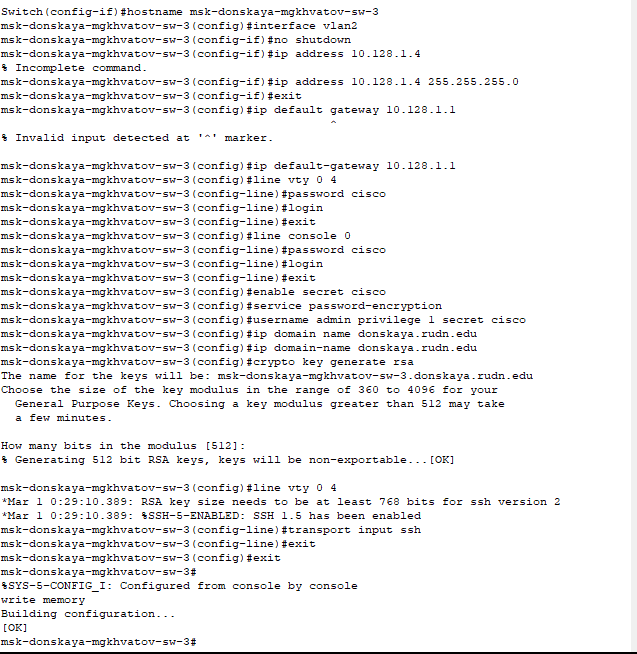 Switch(config-if)#hostname msk-donskaya-mgkhvatov-sw-3
msk-donskaya-mgkhvatov-sw-3(config)#interface vlan2
msk-donskaya-mgkhvatov-sw-3(config-if)#no shutdown
msk-donskaya-mgkhvatov-sw-3(config-if)#ip address 10.128.1.4
% Incomplete command.
msk-donskaya-mgkhvatov-sw-3(config-if)#ip address 10.128.1.4 255.255.255.0
msk-donskaya-mgkhvatov-sw-3(config-if)#exit
msk-donskaya-mgkhvatov-sw-3(config)#ip default gateway 10.128.1.1
^
% Invalid input detected at '^' marker.
msk-donskaya-mgkhvatov-sw-3(config)#ip default-gateway 10.128.1.1
msk-donskaya-mgkhvatov-sw-3(config)#line vty 0 4
msk-donskaya-mgkhvatov-sw-3(config-line)#password cisco
msk-donskaya-mgkhvatov-sw-3(config-line)#login
msk-donskaya-mgkhvatov-sw-3(config-line)#exit
msk-donskaya-mgkhvatov-sw-3(config)#line console 0
msk-donskaya-mgkhvatov-sw-3(config-line)#password cisco
msk-donskaya-mgkhvatov-sw-3(config-line)#login
msk-donskaya-mgkhvatov-sw-3(config-line)#exit
msk-donskaya-mgkhvatov-sw-3(config)#enable secret cisco
msk-donskaya-mgkhvatov-sw-3(config)#service password-encryption
msk-donskaya-mgkhvatov-sw-3(config)#username admin privilege 1 secret cisco
msk-donskaya-mgkhvatov-sw-3(config)#ip domain name donskaya.rudn.edu
msk-donskaya-mgkhvatov-sw-3(config)#ip domain-name donskaya.rudn.edu
msk-donskaya-mgkhvatov-sw-3(config)#crypto key generate rsa
The name for the keys will be: msk-donskaya-mgkhvatov-sw-3.donskaya.rudn.edu
Choose the size of the key modulus in the range of 360 to 4096 for your
General Purpose Keys. Choosing a key modulus greater than 512 may take
a few minutes.
How many bits in the modulus [512]:
% Generating 512 bit RSA keys, keys will be non-exportable...[OK]
msk-donskaya-mgkhvatov-sw-3(config)#line vty 0 4
*Mar 1 0:29:10.389: RSA key size needs to be at least 768 bits for ssh version 2
*Mar 1 0:29:10.389: %SSH-5-ENABLED: SSH 1.5 has been enabled
msk-donskaya-mgkhvatov-sw-3(config-line)#transport input ssh
msk-donskaya-mgkhvatov-sw-3(config-line)#exit
msk-donskaya-mgkhvatov-sw-3(config)#exit
msk-donskaya-mgkhvatov-sw-3#
%SYS-5-CONFIG_I: Configured from console by console
write memory
Building configuration...
[OK]
msk-donskaya-mgkhvatov-sw-3#